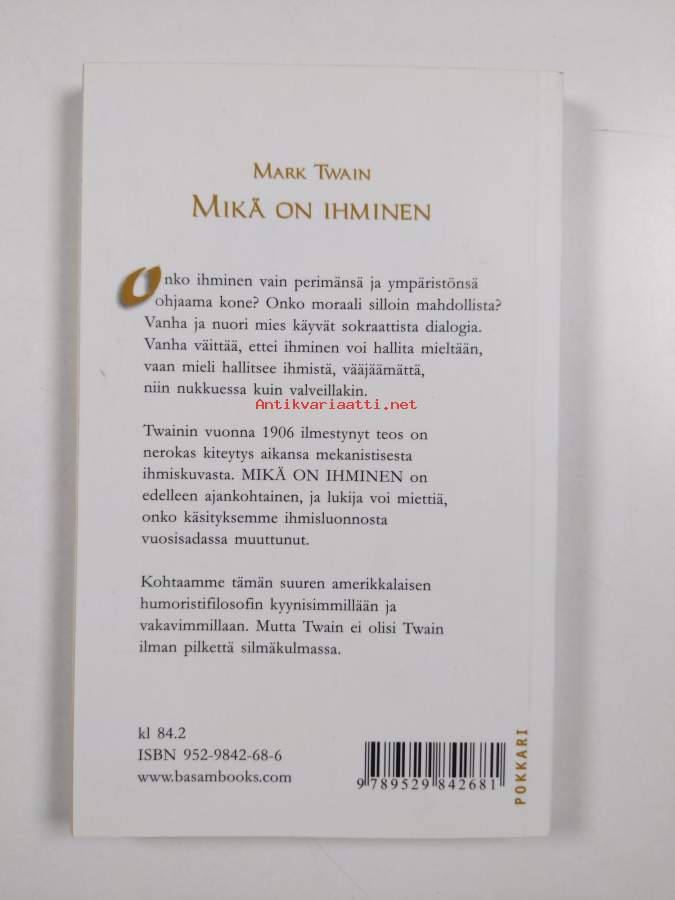 MARK TWAIN
MIKÄ ON IHMINEN
Onko ihminen vain perimänsä ja ympäristönsä
ohjaama kone? Onko moraali silloin mahdollista?
Vanha ja nuori mies käyvät sokraattista dialogia.
Vanha väittää, ettei ihminen voi hallita mieltään,
vaan mieli hallitsee ihmistä, vääjäämättä,
niin nukkuessa kuin valveillakin.
Antikvariaatti.net
Twainin vuonna 1906 ilmestynyt teos on
nerokas kiteytys aikansa mekanistisesta
ihmiskuvasta. MIKÄ ON IHMINEN on
edelleen ajankohtainen, ja lukija voi miettiä,
onko käsityksemme ihmisluonnosta
vuosisadassa muuttunut.
Kohtaamme tämän suuren amerikkalaisen
humoristifilosofin kyynisimmillään ja
vakavimmillaan. Mutta Twain ei olisi Twain
ilman pilkettä silmäkulmassa.
kl 84.2
ISBN 952-9842-68-6
www.basambooks.com
9 789529 842681
POKKARI